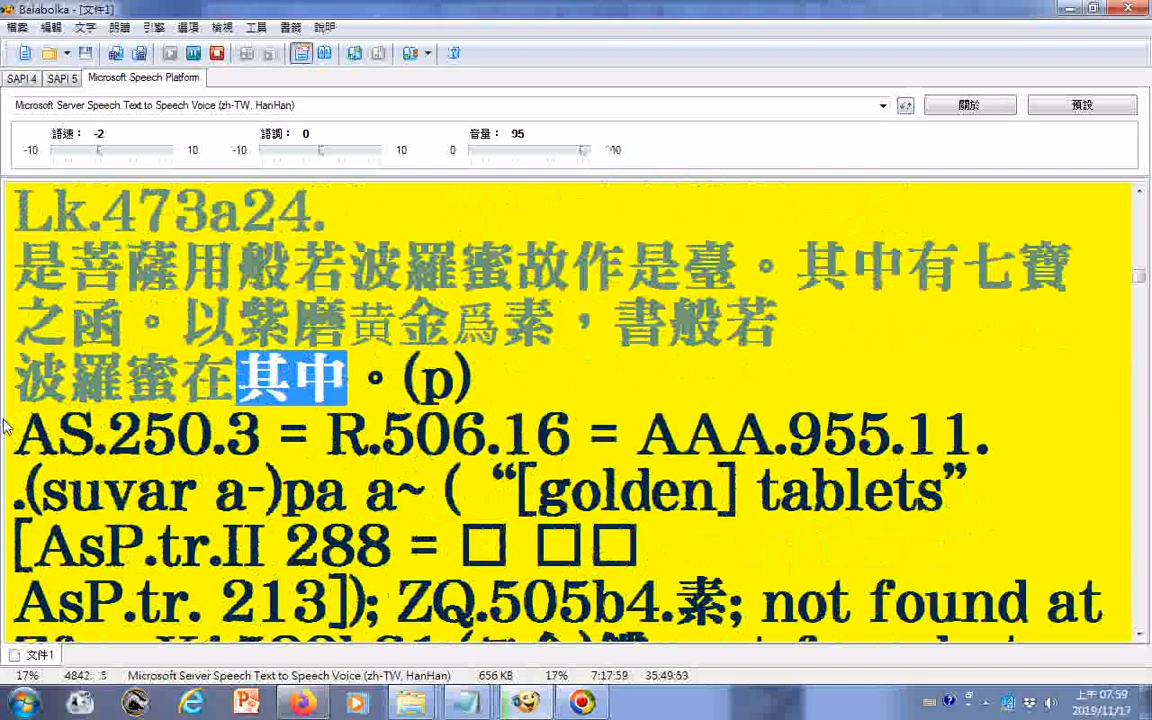 Balabolka - [文件1]
檔案 編輯 文字 朗讀 引擎 選項 檢視 工具 書籤 說明
SAPI 4 SAPI 5 Microsoft Speech Platform
Microsoft Server Speech Text to Speech Voice (zh-TW, HanHan) 關於 預設
語速： -2 語調： 0 音量： 95
-10 10 -10 10 0
Lk.473a24.
是菩薩用般若波羅蜜故作是臺。其中有七寶
之函。以紫磨黄金爲素，書般若
波羅蜜在其中。(p)
AS.250.3 = R.506.16 = AAA.955.11.
.(suvar a-)pa a~ ( “[golden] tablets”
[AsP.tr.II 288 = □ □□
AsP.tr. 213]); ZQ.505b4.素; not found at
文件1
17% Microsoft Server Speech Text to Speech Voice (zh-TW, HanHan) 656 KB 17% 7:17:59
上午 07:59
2019/11/17